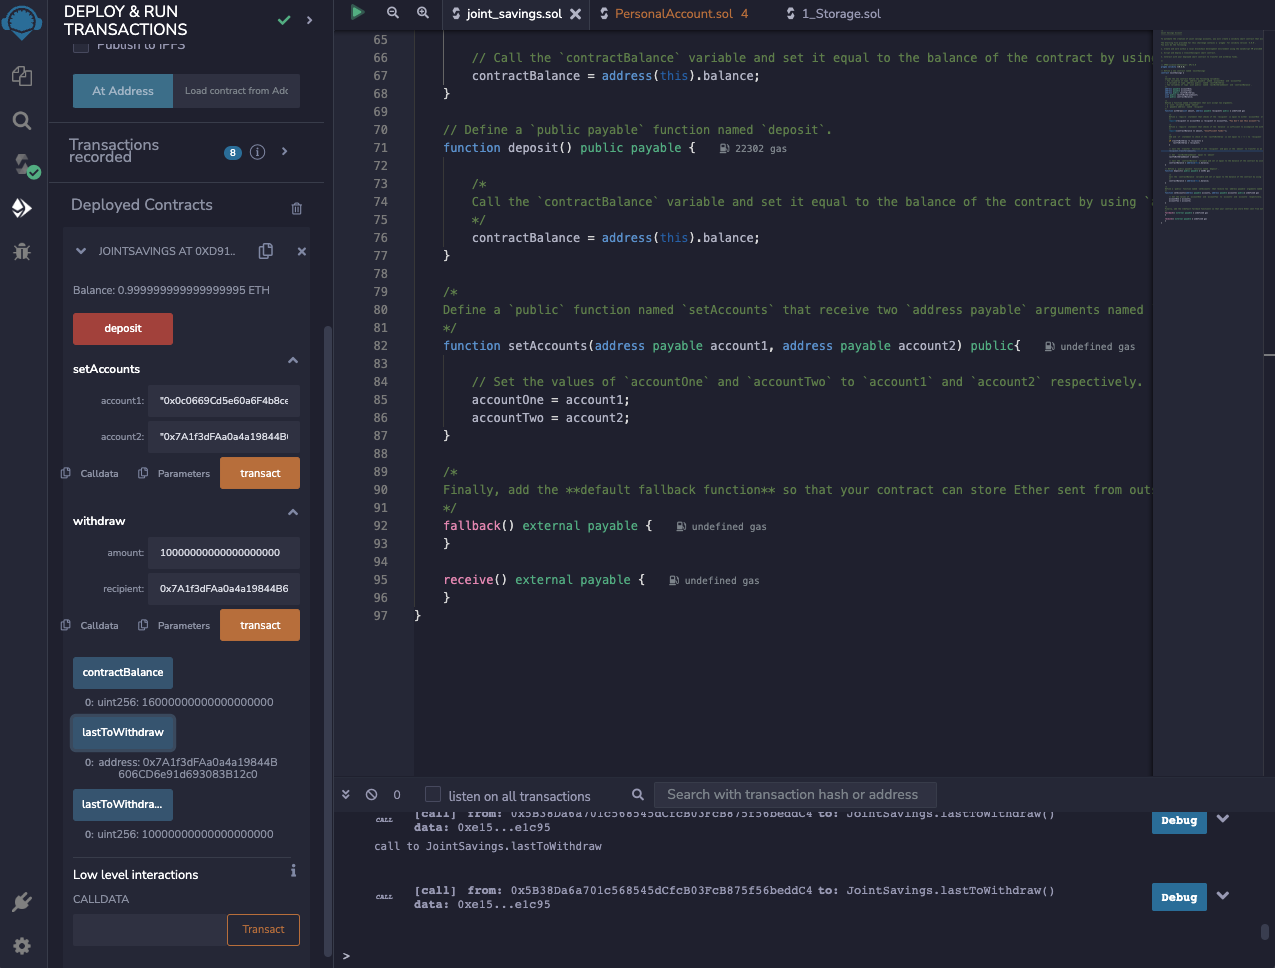 DEPLOY & RUN
TRANSACTIONS
Publish to IPFS
At Address
Load contract from Adc
Transactions
recorded
8
Deployed Contracts
JOINTSAVINGS AT 0XD91..
Balance: 0.999999999999999995 ETH
deposit
setAccounts
account1:
"0x0c0669Cd5e60a6F4b8ce
account2:
"0x7A1f3dFAa0a4a19844B
Calldata
Parameters
transact
withdraw
amount:
10000000000000000000
recipient:
0x7A1f3dFAa0a4a19844B6
Calldata
Parameters
transact
contractBalance
0: uint256: 16000000000000000000
lastToWithdraw
0: address: 0x7A1f3dFAa0a4a19844B
606CD6e91d693083B12c0
lastToWithdra...
0: uint256: 10000000000000000000
Low level interactions
CALLDATA
Transact
joint_savings.sol
PersonalAccount.sol 4
1_Storage.sol
65
66 // Call the `contractBalance` variable and set it equal to the balance of the contract by usin
67 contractBalance = address(this).balance;
68 }
69
70 // Define a `public payable` function named `deposit`.
71 function deposit() public payable { 22302 gas
72
73 /*
74 Call the `contractBalance` variable and set it equal to the balance of the contract by using `
75 */
76 contractBalance = address(this).balance;
77 }
78
79 /*
80 Define a `public` function named `setAccounts` that receive two `address payable` arguments named
81 */
82 function setAccounts(address payable account1, address payable account2) public{ undefined gas
83
84 // Set the values of `accountOne` and `accountTwo` to `account1` and `account2` respectively.
85 accountOne = account1;
86 accountTwo = account2;
87 }
88
89 /*
90 Finally, add the **default fallback function** so that your contract can store Ether sent from out
91 */
92 fallback() external payable { undefined gas
93 }
94
95 receive() external payable { undefined gas
96 }
97 }
0
listen on all transactions
Search with transaction hash or address
CALL [call] from: 0x5B38Da6a701c568545dCfcB03FcB875f56beddC4 to: JointSavings.lastToWithdraw()
data: 0xe15...e1c95
Debug
call to JointSavings.lastToWithdraw
CALL [call] from: 0x5B38Da6a701c568545dCfcB03FcB875f56beddC4 to: JointSavings.lastToWithdraw()
data: 0xe15...e1c95
Debug
>